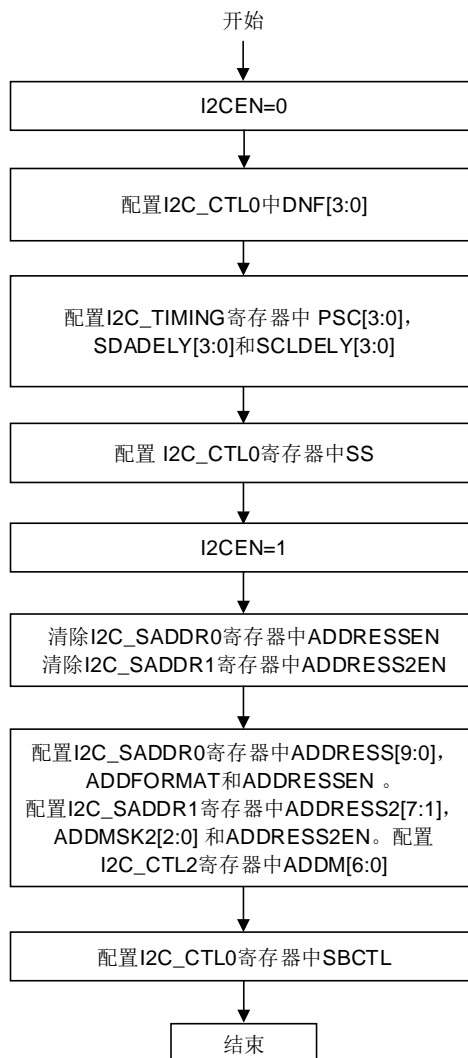 开始
I2CEN=0
配置I2C_CTL0中DNF[3:0]
配置I2C_TIMING寄存器中 PSC[3:0]，
SDADELY[3:0]和SCLDELY[3:0]
配置 I2C_CTL0寄存器中SS
I2CEN=1
清除I2C_SADDR0寄存器中ADDRESSEN
清除I2C_SADDR1寄存器中ADDRESS2EN
配置I2C_SADDR0寄存器中ADDRESS[9:0]，
ADDFORMAT和ADDRESSEN 。
配置I2C_SADDR1寄存器中ADDRESS2[7:1]，
ADDMSK2[2:0] 和ADDRESS2EN。配置
I2C_CTL2寄存器中ADDM[6:0]
配置I2C_CTL0寄存器中SBCTL
结束